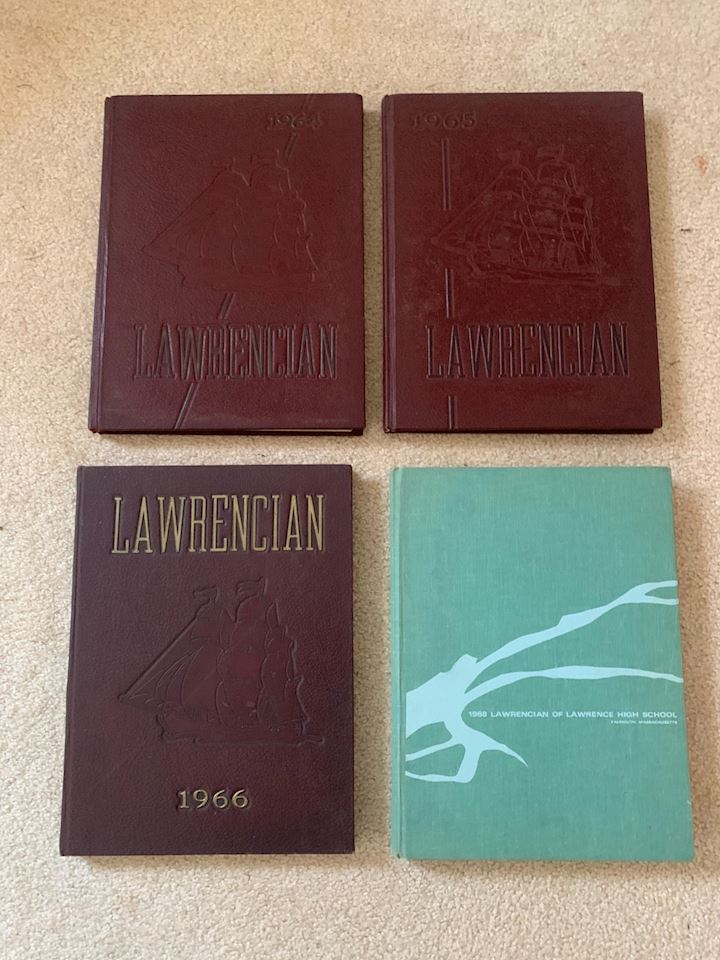 1964
LAWRENCIAN
1965
LAWRENCIAN
LAWRENCIAN
1966
1968 LAWRENCIAN OF LAWRENCE HIGH SCHOOL
FALMOUTH, MASSACHUSETTS